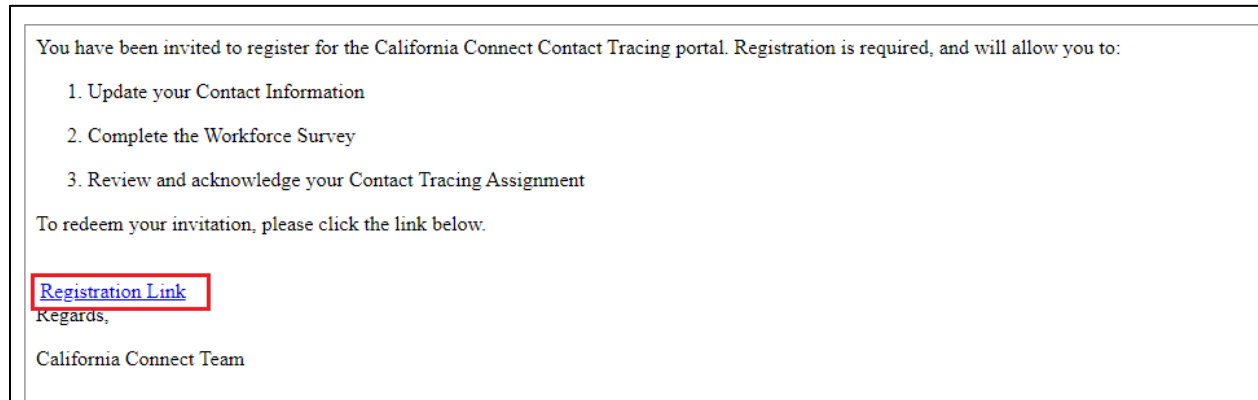 You have been invited to register for the California Connect Contact Tracing portal. Registration is required, and will allow you to:
1. Update your Contact Information
2. Complete the Workforce Survey
3. Review and acknowledge your Contact Tracing Assignment
To redeem your invitation, please click the link below.
Registration Link
Regards,
California Connect Team